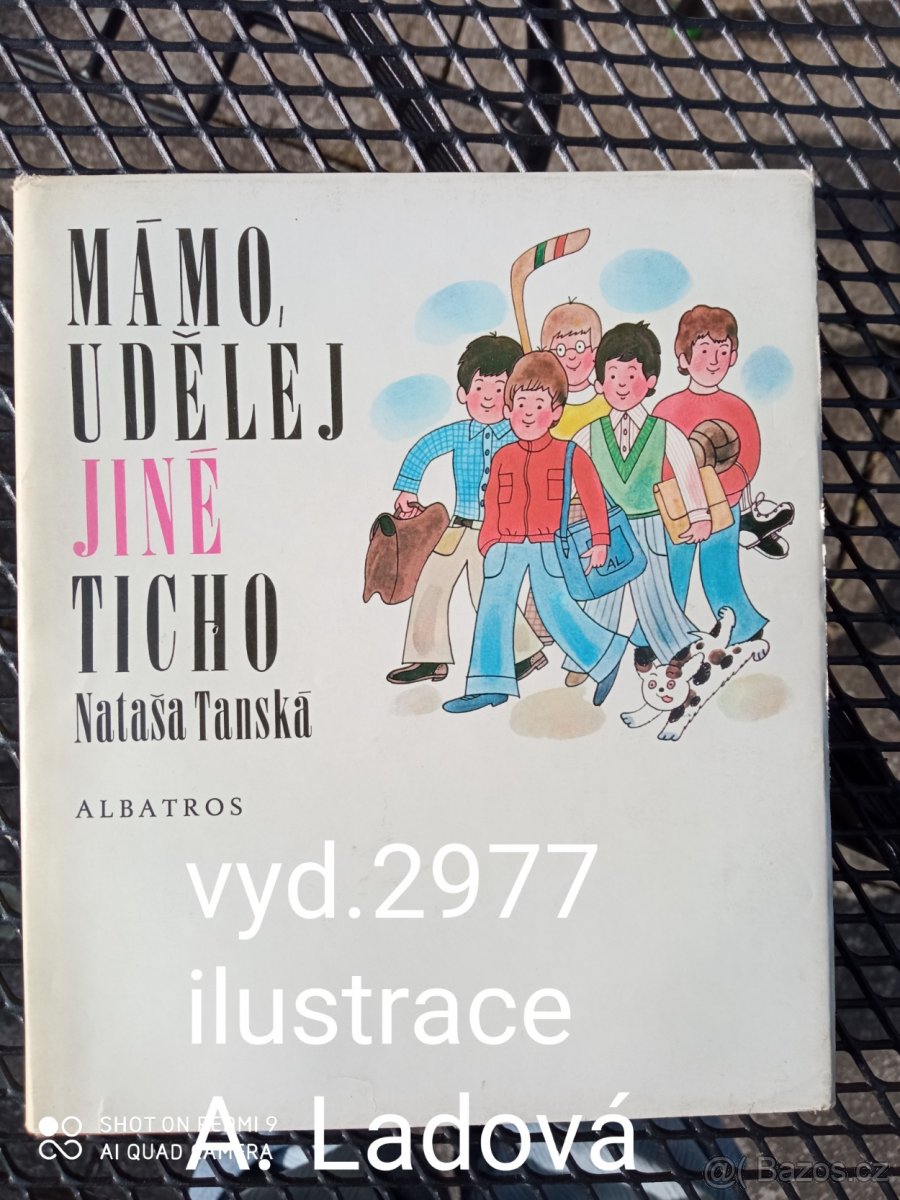 MÁMO,
UDĚLEJ
JINÉ
TICHO
Nataša Tanská
ALBATROS
AL
vyd.2977
ilustrace
A. Ladová
SHOT ON REDMI 9
AI QUAD CAMERA
@( Bazos.cz